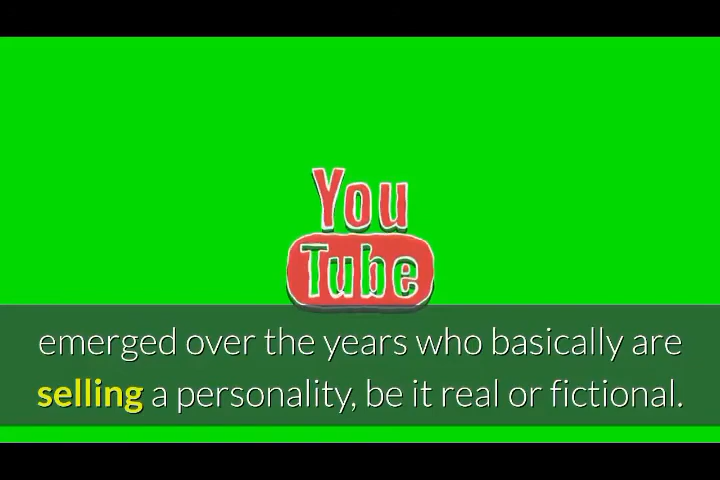 You
Tube
emerged over the years who basically are
selling a personality, be it real or fictional.